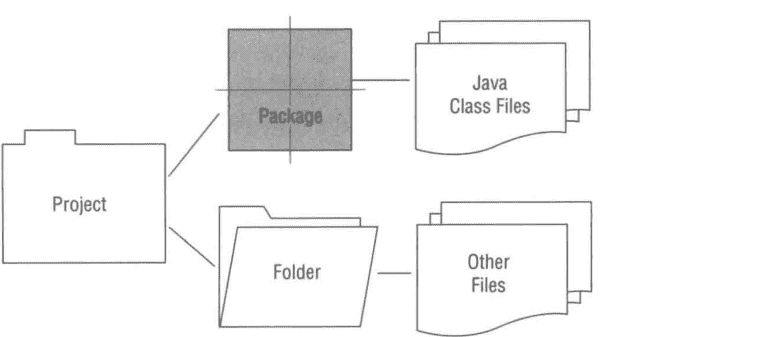 Package
Java
Class Files
Project
Folder
Other
Files